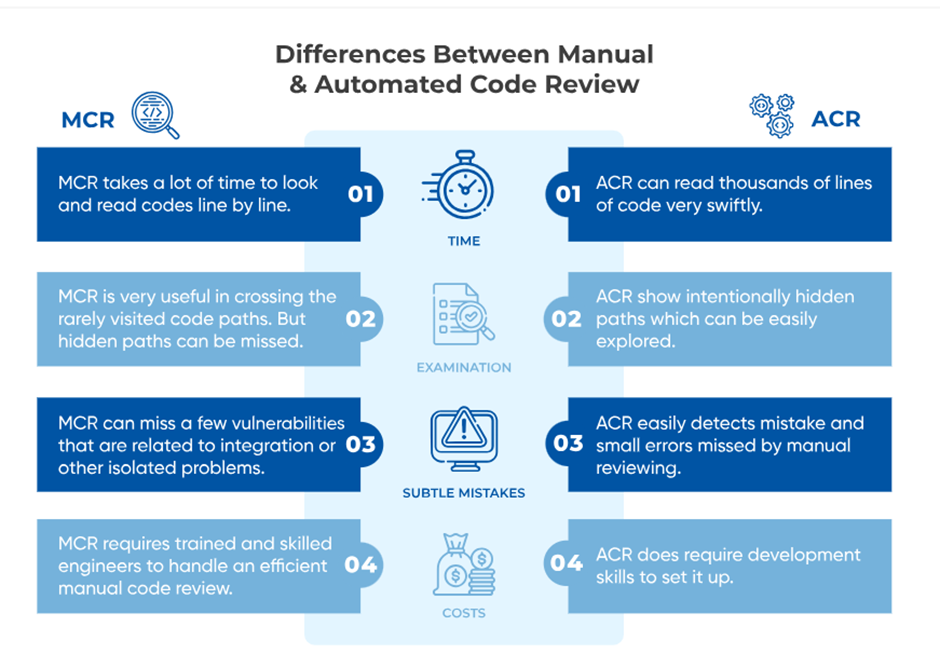 Differences Between Manual
& Automated Code Review
MCR
ACR
MCR takes a lot of time to look
and read codes line by line.
01
TIME
01
ACR can read thousands of lines
of code very swiftly.
MCR is very useful in crossing the
rarely visited code paths. But
hidden paths can be missed.
02
EXAMINATION
02
ACR show intentionally hidden
paths which can be easily
explored.
MCR can miss a few vulnerabilities
that are related to integration or
other isolated problems.
03
SUBTLE MISTAKES
03
ACR easily detects mistake and
small errors missed by manual
reviewing.
MCR requires trained and skilled
engineers to handle an efficient
manual code review.
04
COSTS
04
ACR does require development
skills to set it up.